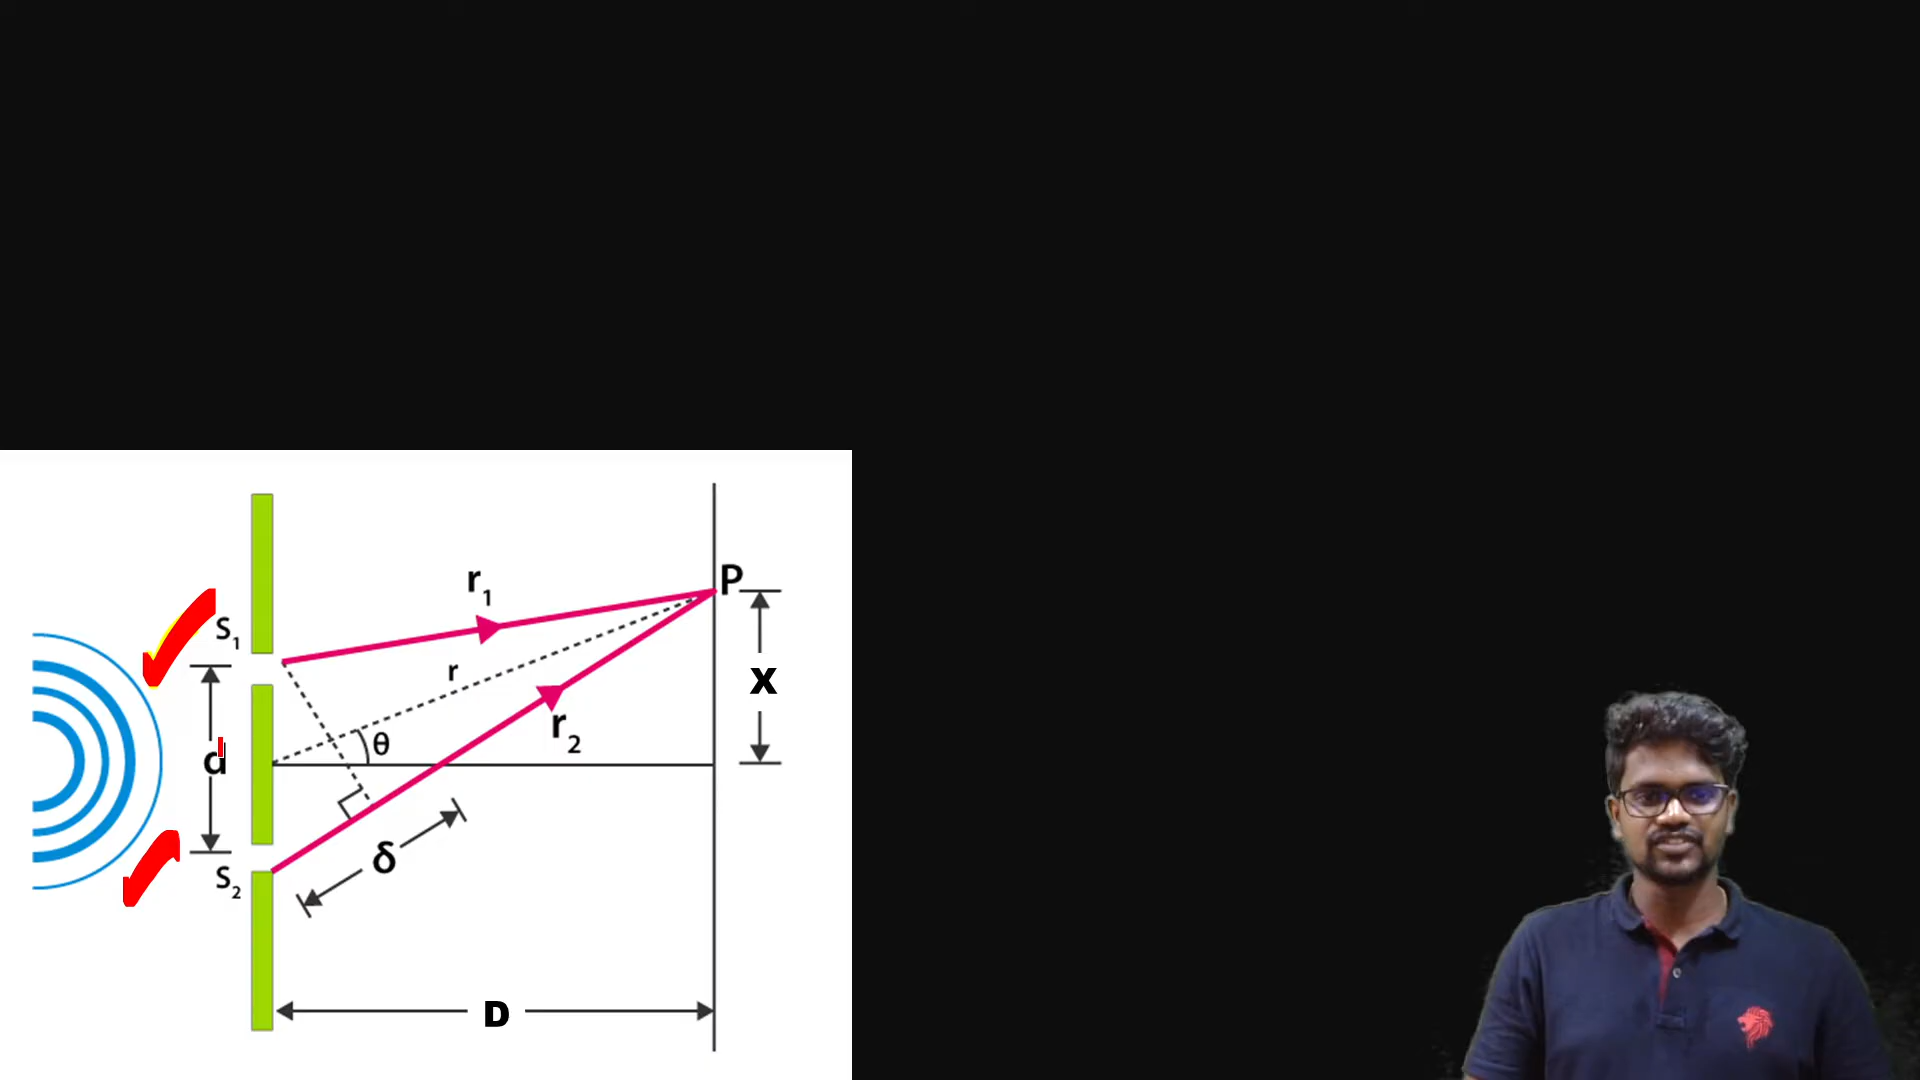 P
r₁
S₁
r
X
r₂
θ
d
δ
S₂
D